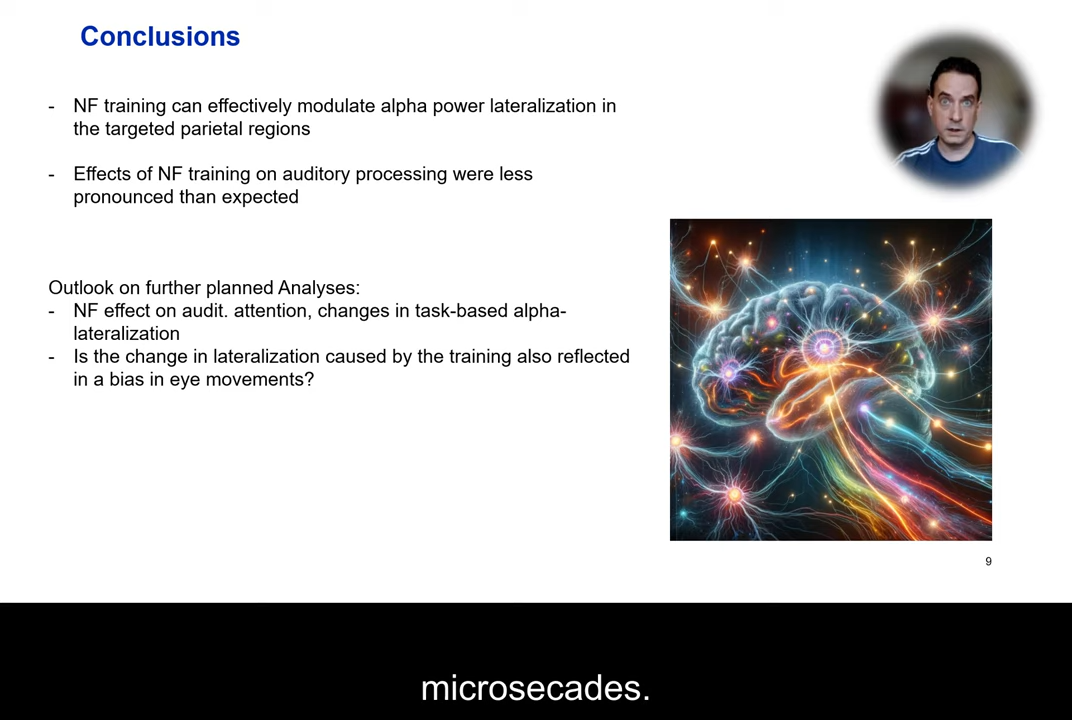 Conclusions
- NF training can effectively modulate alpha power lateralization in
the targeted parietal regions
- Effects of NF training on auditory processing were less
pronounced than expected
Outlook on further planned Analyses:
- NF effect on audit. attention, changes in task-based alpha-
lateralization
- Is the change in lateralization caused by the training also reflected
in a bias in eye movements?
9
microsecades.